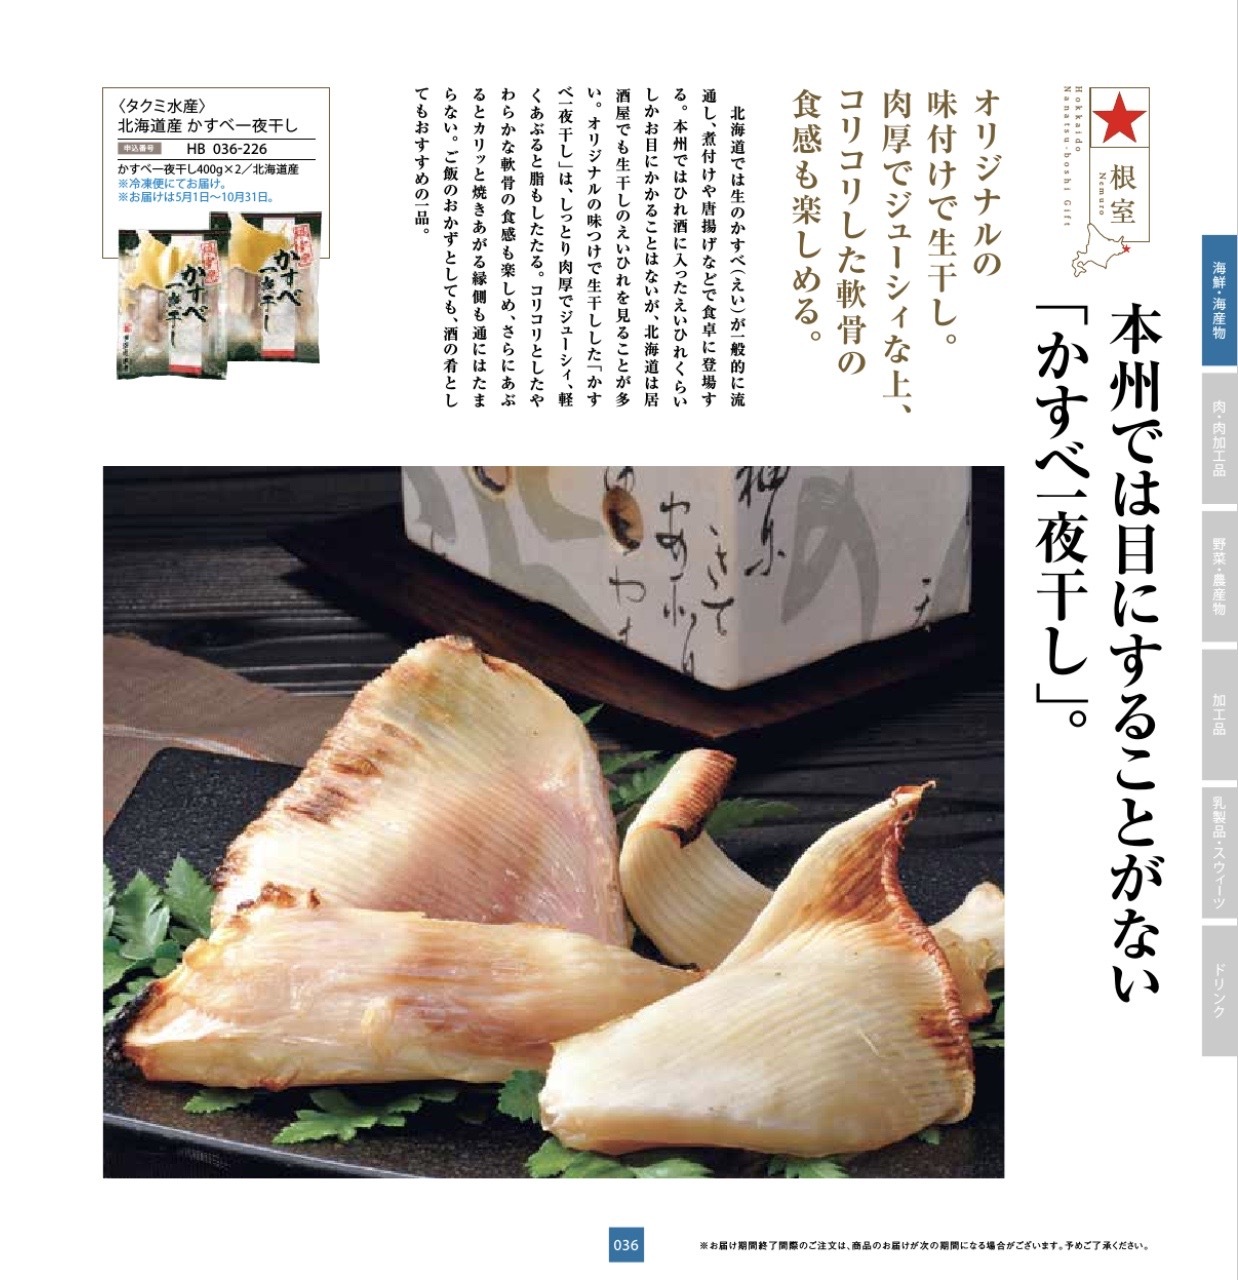 根室
Nemuro
Hokkaido
Nanatsu-boshi Gift
本州では目にすることがない
「かすべ一夜干し」。
オリジナルの
味付けで生干し。
肉厚でジューシィな上、
コリコリした軟骨の
食感も楽しめる。
北海道では生のかすべ(えい)が一般的に流
通し、煮付けや唐揚げなどで食卓に登場す
る。本州ではひれ酒に入ったえいひれくらい
しかお目にかかることはないが、北海道は居
酒屋でも生干しのえいひれを見ることが多
い。オリジナルの味つけで生干しした「かす
べ一夜干し」は、しっとり肉厚でジューシィ、軽
くあぶると脂もしたたる。コリコリとしたや
わらかな軟骨の食感も楽しめ、さらにあぶ
るとカリッと焼きあがる縁側も通にはたま
らない。ご飯のおかずとしても、酒の肴とし
てもおすすめの一品。
〈タクミ水産〉
北海道産 かすべ一夜干し
申込番号 HB 036-226
かすべ一夜干し400g×2／北海道産
※冷凍便にてお届け。
※お届けは5月1日〜10月31日。
かすべ
一夜干し
かすべ
一夜干し
海鮮・海産物
肉・肉加工品
野菜・農産物
加工品
乳製品・スウィーツ
ドリンク
036
※お届け期間終了間際のご注文は、商品のお届けが次の期間になる場合がございます。予めご了承ください。